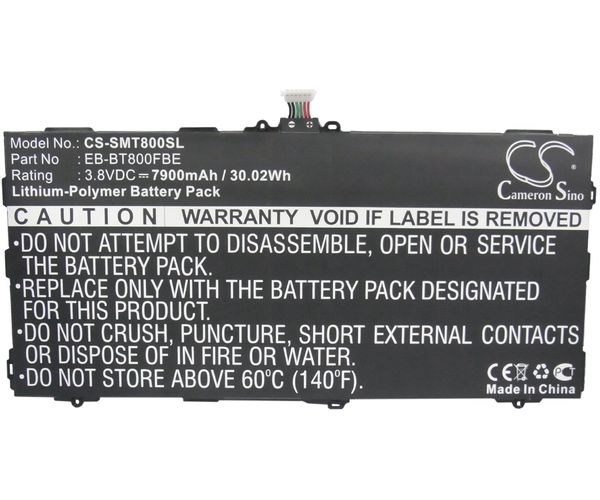 Model No.: CS-SMT800SL
Part No : EB-BT800FBE
Rating : 3.8VDC⎓7900mAh / 30.02Wh
Lithium-Polymer Battery Pack
CS
Cameron Sino
CAUTION WARRANTY VOID IF LABEL IS REMOVED
•DO NOT ATTEMPT TO DISASSEMBLE, OPEN OR SERVICE
THE BATTERY PACK.
•REPLACE ONLY WITH THE BATTERY PACK DESIGNATED
FOR THIS PRODUCT.
•DO NOT CRUSH, PUNCTURE, SHORT EXTERNAL CONTACTS
OR DISPOSE OF IN FIRE OR WATER.
•DO NOT STORE ABOVE 60°C (140°F).
CE
Made In China